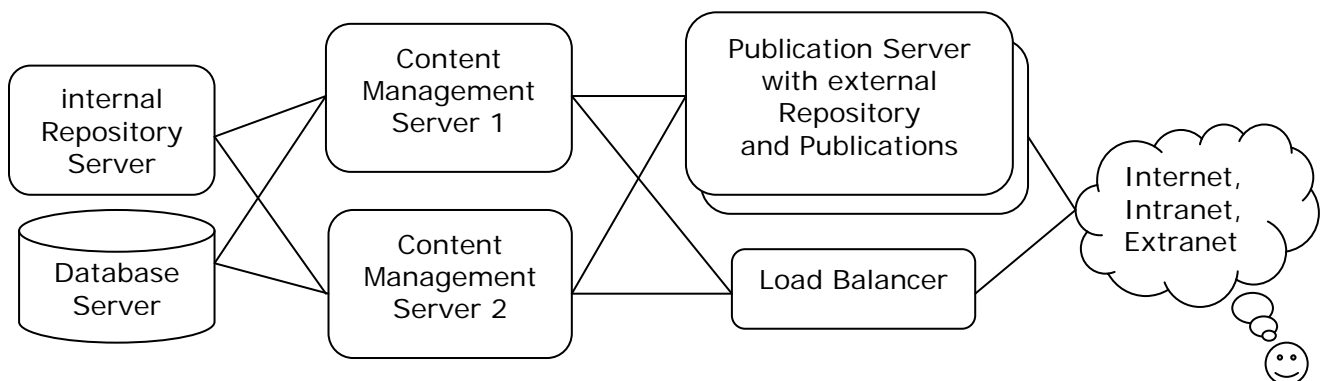 internal
Repository
Server
Database
Server
Content
Management
Server 1
Content
Management
Server 2
Publication Server
with external
Repository
and Publications
Load Balancer
Internet,
Intranet,
Extranet